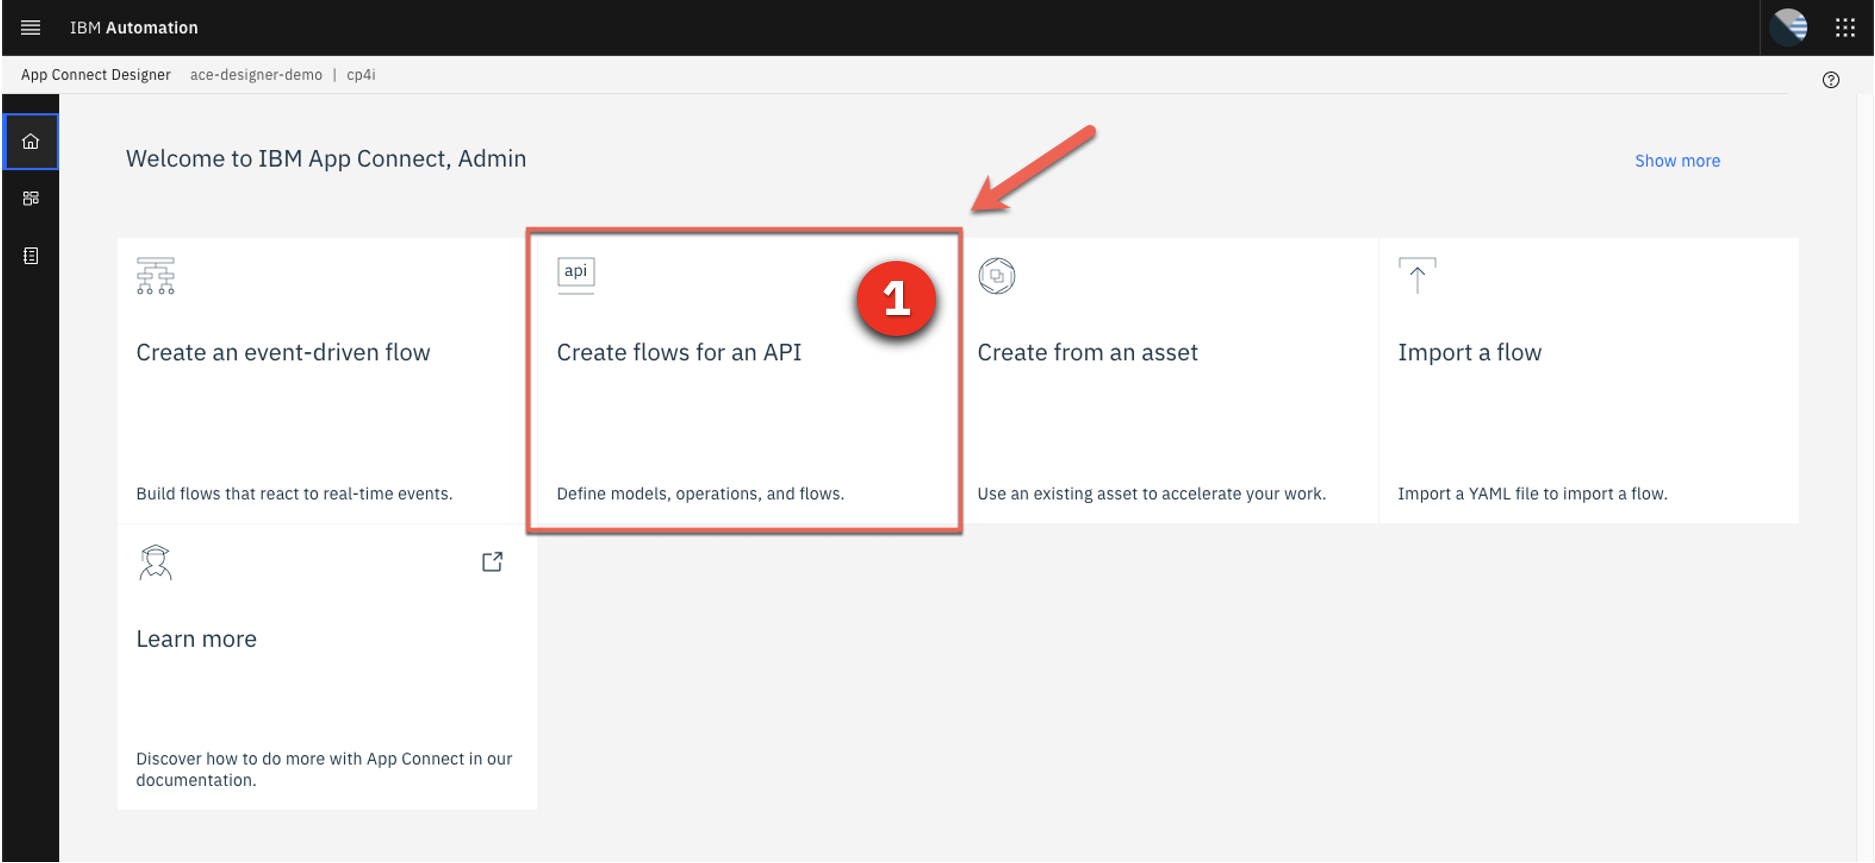 IBM Automation
App Connect Designer ace-designer-demo | cp4i
Welcome to IBM App Connect, Admin
Show more
api
1
Create an event-driven flow
Create flows for an API
Create from an asset
Import a flow
Build flows that react to real-time events.
Define models, operations, and flows.
Use an existing asset to accelerate your work.
Import a YAML file to import a flow.
Learn more
Discover how to do more with App Connect in our
documentation.